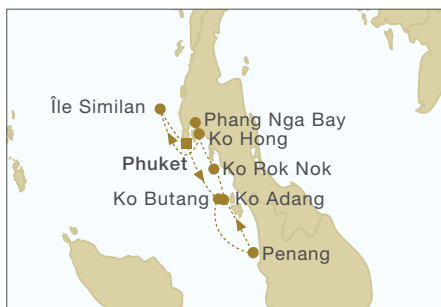 Île Similan
Phang Nga Bay
Ko Hong
Phuket
Ko Rok Nok
Ko Butang
Ko Adang
Penang